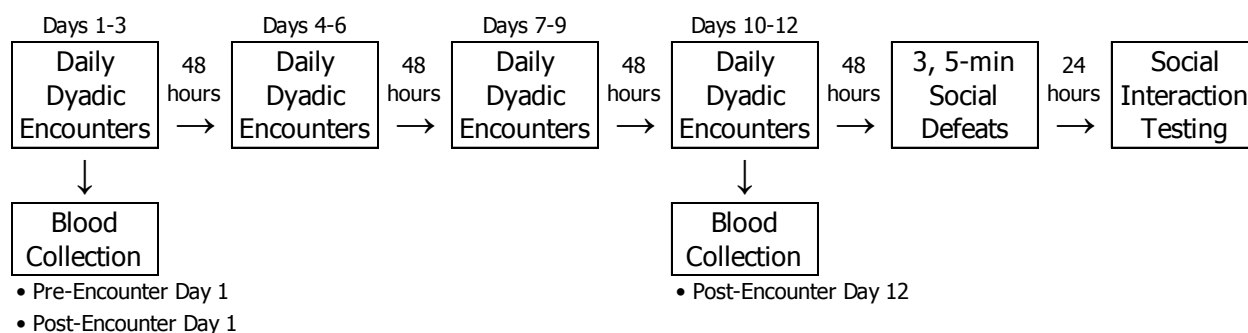 Days 1-3
Daily
Dyadic
Encounters
48
hours
Days 4-6
Daily
Dyadic
Encounters
48
hours
Days 7-9
Daily
Dyadic
Encounters
48
hours
Days 10-12
Daily
Dyadic
Encounters
48
hours
3, 5-min
Social
Defeats
24
hours
Social
Interaction
Testing
Blood
Collection
• Pre-Encounter Day 1
• Post-Encounter Day 1
Blood
Collection
• Post-Encounter Day 12